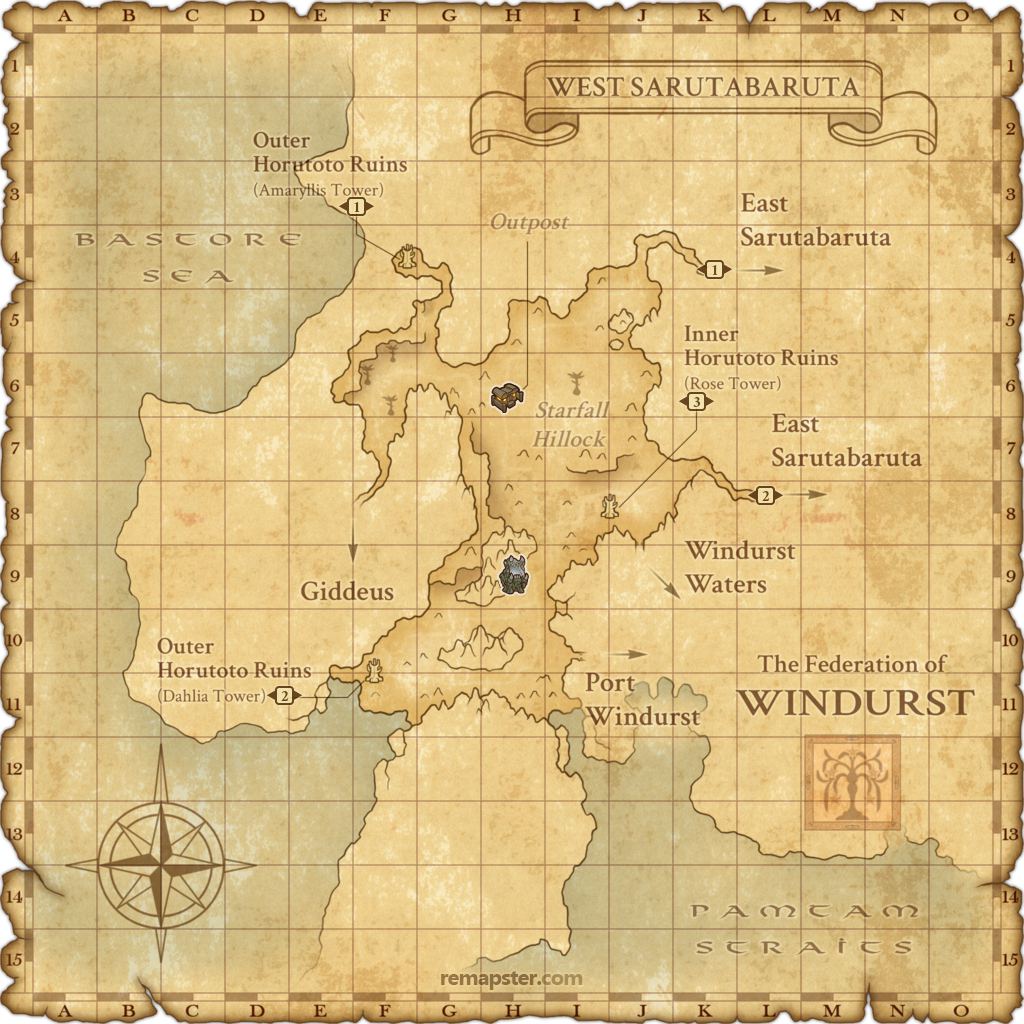 A B C D E F G H I J K L M N O
1 1
WEST SARUTABARUTA
2 2
Outer
Horutoto Ruins
(Amaryllis Tower)
1
3 3
East
Sarutabaruta
1
Outpost
BASTORE
SEA
4 4
5 5
Inner
Horutoto Ruins
(Rose Tower)
3
6 6
Starfall
Hillock
East
Sarutabaruta
2
7 7
8 8
Windurst
Waters
9 9
Giddeus
10 10
Outer
Horutoto Ruins
(Dahlia Tower)
2
The Federation of
WINDURST
Port
Windurst
11 11
12 12
13 13
14 14
PAMTAM
STRAITS
15 15
remapster.com
A B C D E F G H I J K L M N O